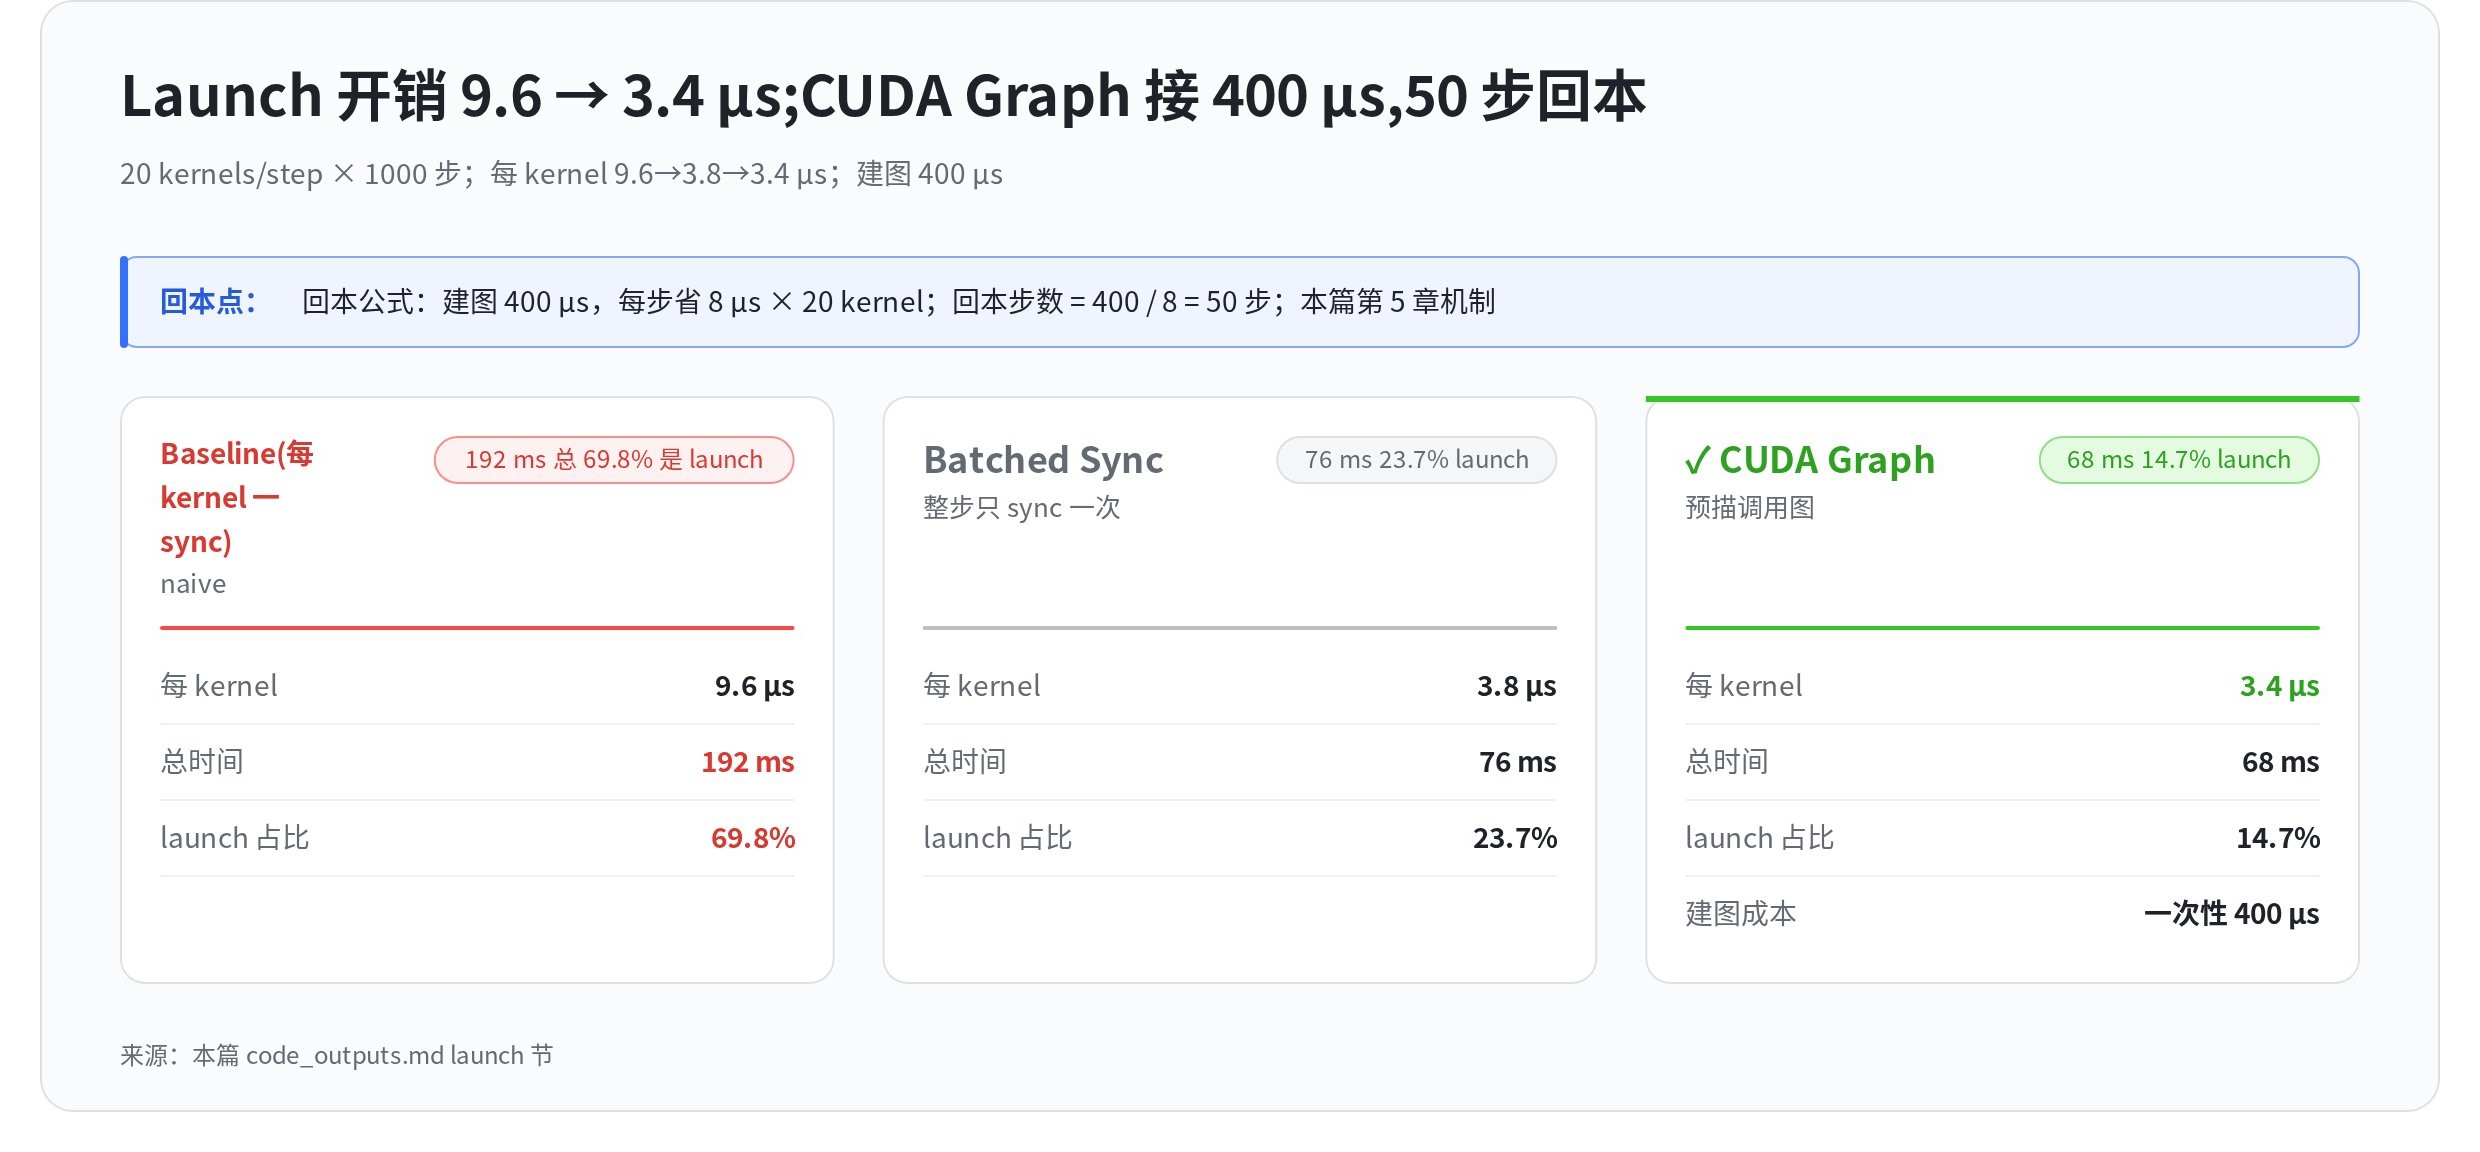 Launch 开销 9.6 → 3.4 µs;CUDA Graph 接 400 µs,50 步回本
20 kernels/step × 1000 步；每 kernel 9.6→3.8→3.4 µs；建图 400 µs
回本点： 回本公式：建图 400 µs，每步省 8 µs × 20 kernel；回本步数 = 400 / 8 = 50 步；本篇第 5 章机制
Baseline(每
kernel 一
sync)
naive
192 ms 总 69.8% 是 launch
每 kernel 9.6 µs
总时间 192 ms
launch 占比 69.8%
Batched Sync
76 ms 23.7% launch
整步只 sync 一次
每 kernel 3.8 µs
总时间 76 ms
launch 占比 23.7%
✓ CUDA Graph
68 ms 14.7% launch
预描调用图
每 kernel 3.4 µs
总时间 68 ms
launch 占比 14.7%
建图成本 一次性 400 µs
来源：本篇 code_outputs.md launch 节